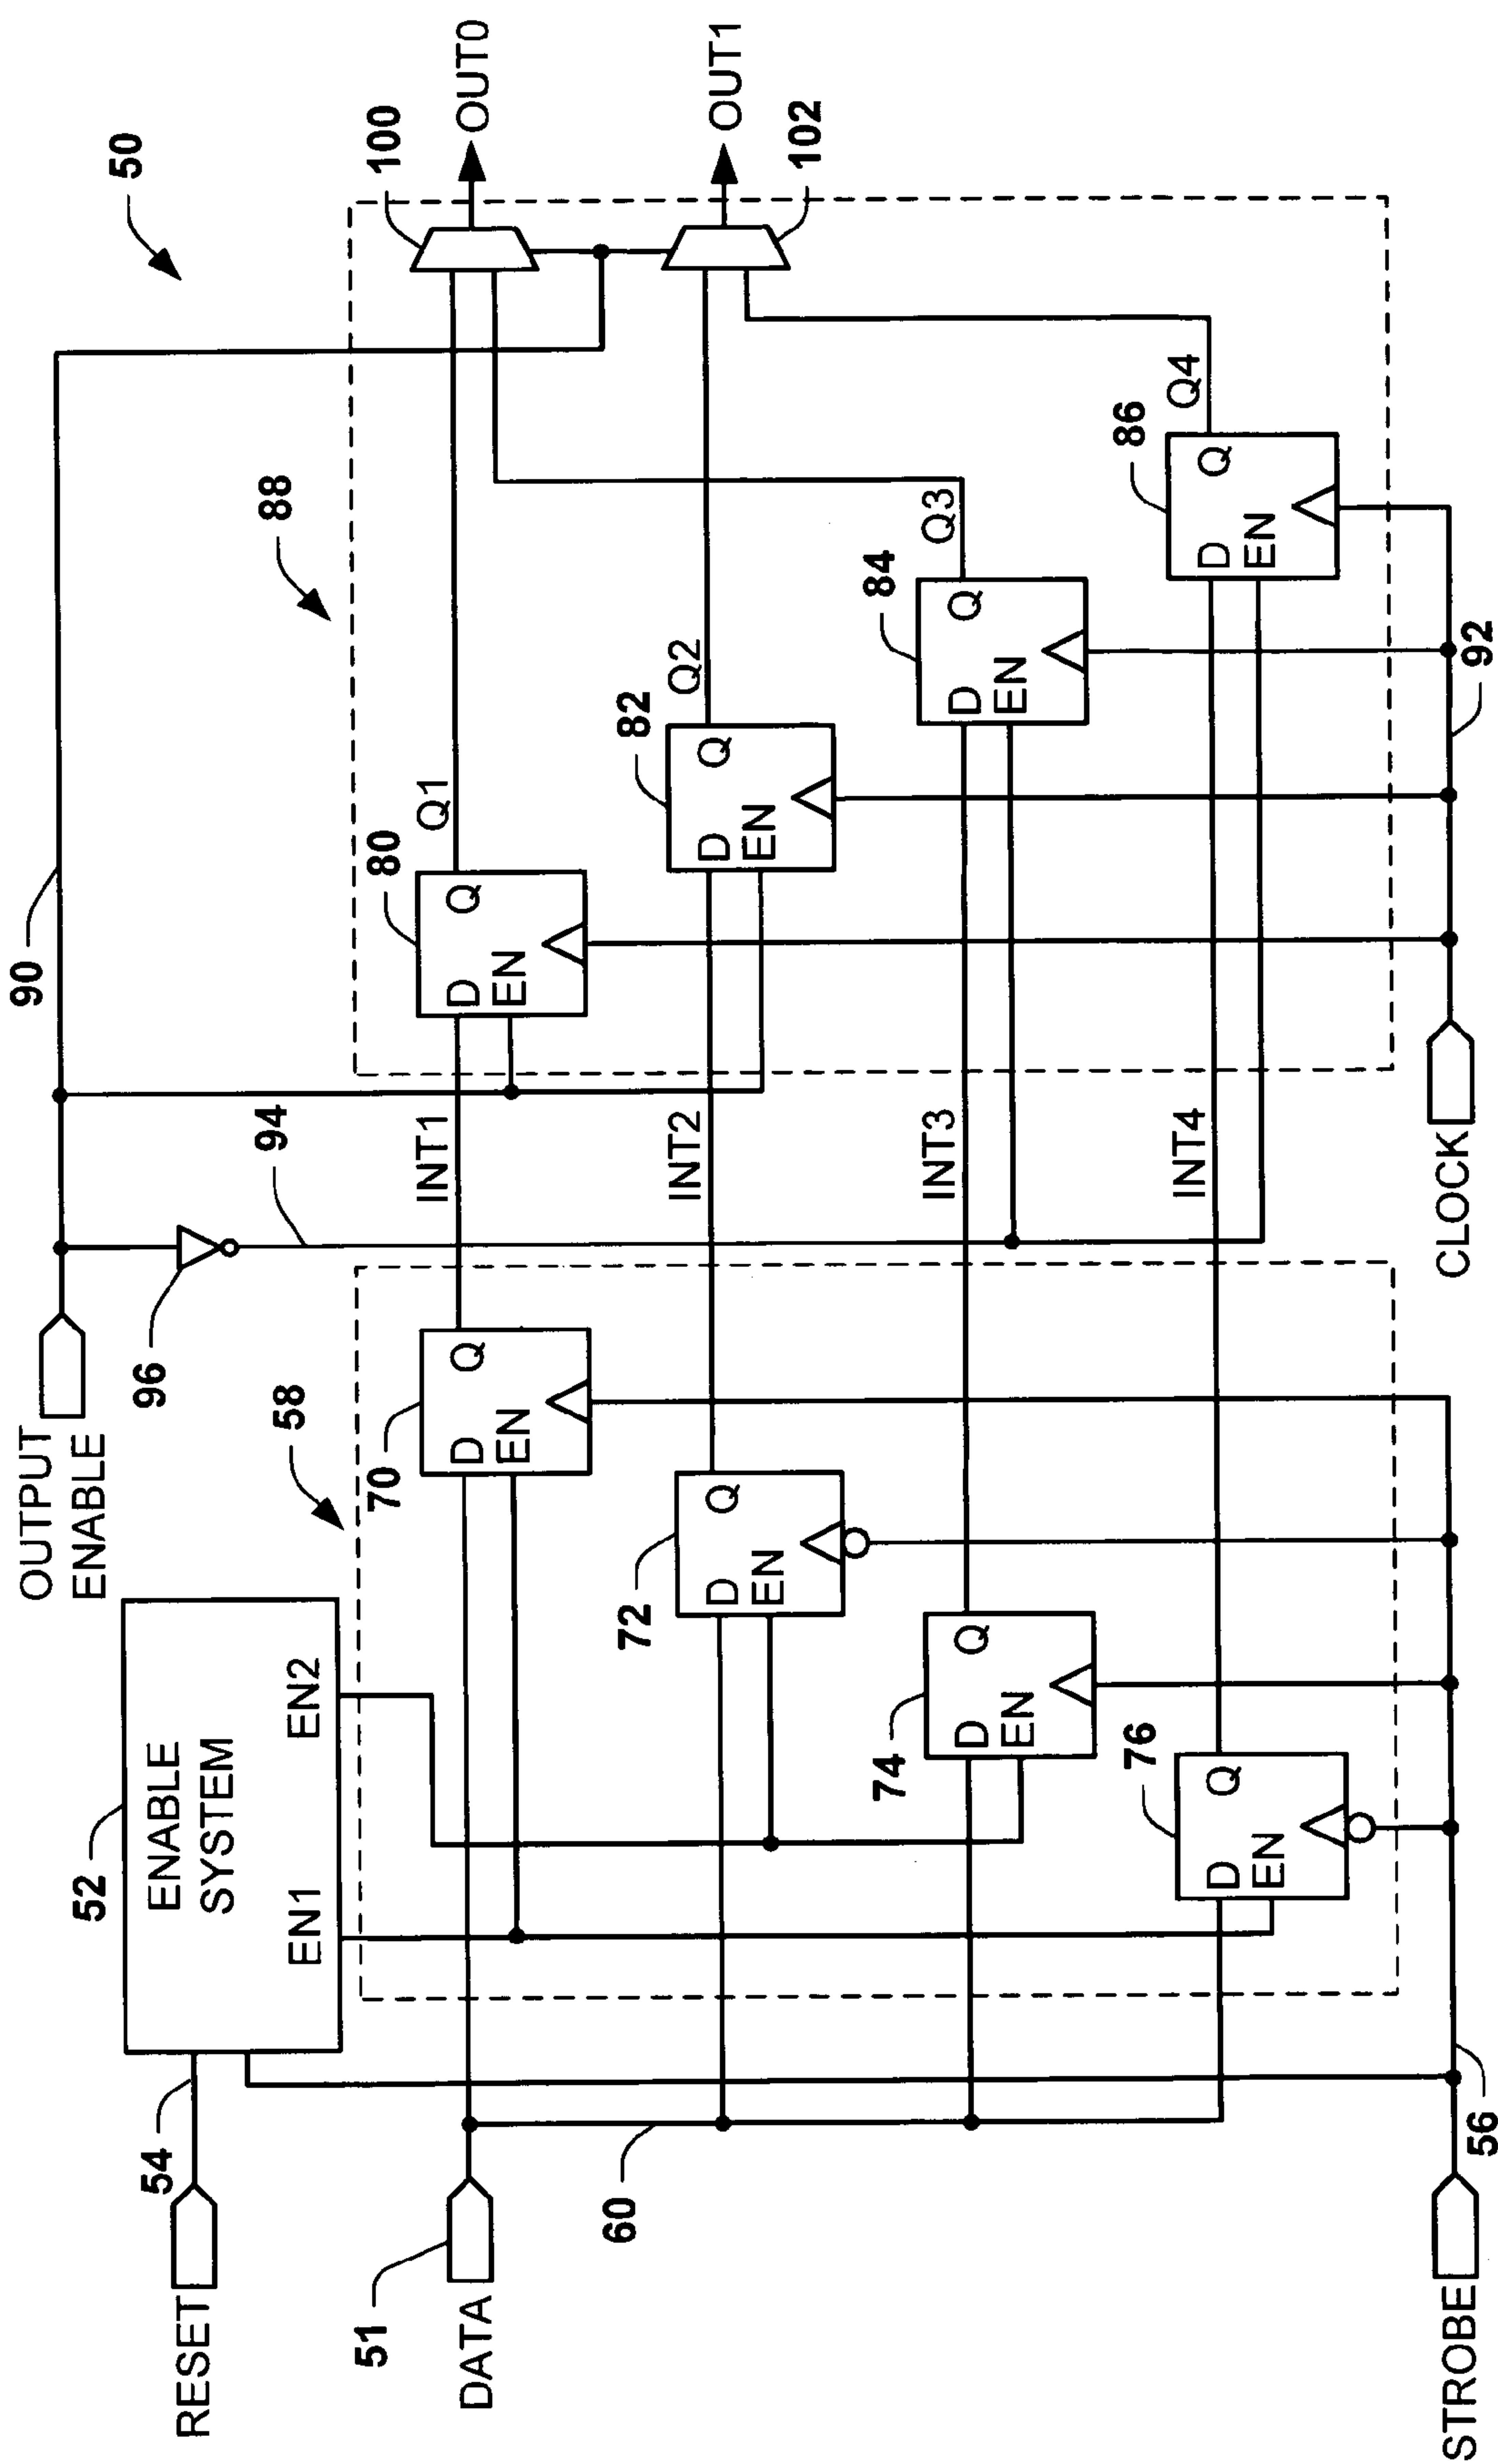 50
90
OUTPUT
ENABLE
96
94
88
52
ENABLE
SYSTEM
EN1
EN2
58
RESET
54
51
DATA
60
STROBE
56
70
D
EN
Q
INT1
72
D
EN
Q
INT2
74
D
EN
Q
INT3
76
D
EN
Q
INT4
80
D
EN
Q
Q1
82
D
EN
Q
Q2
84
D
EN
Q
Q3
86
D
EN
Q
Q4
CLOCK
92
100
OUT0
OUT1
102